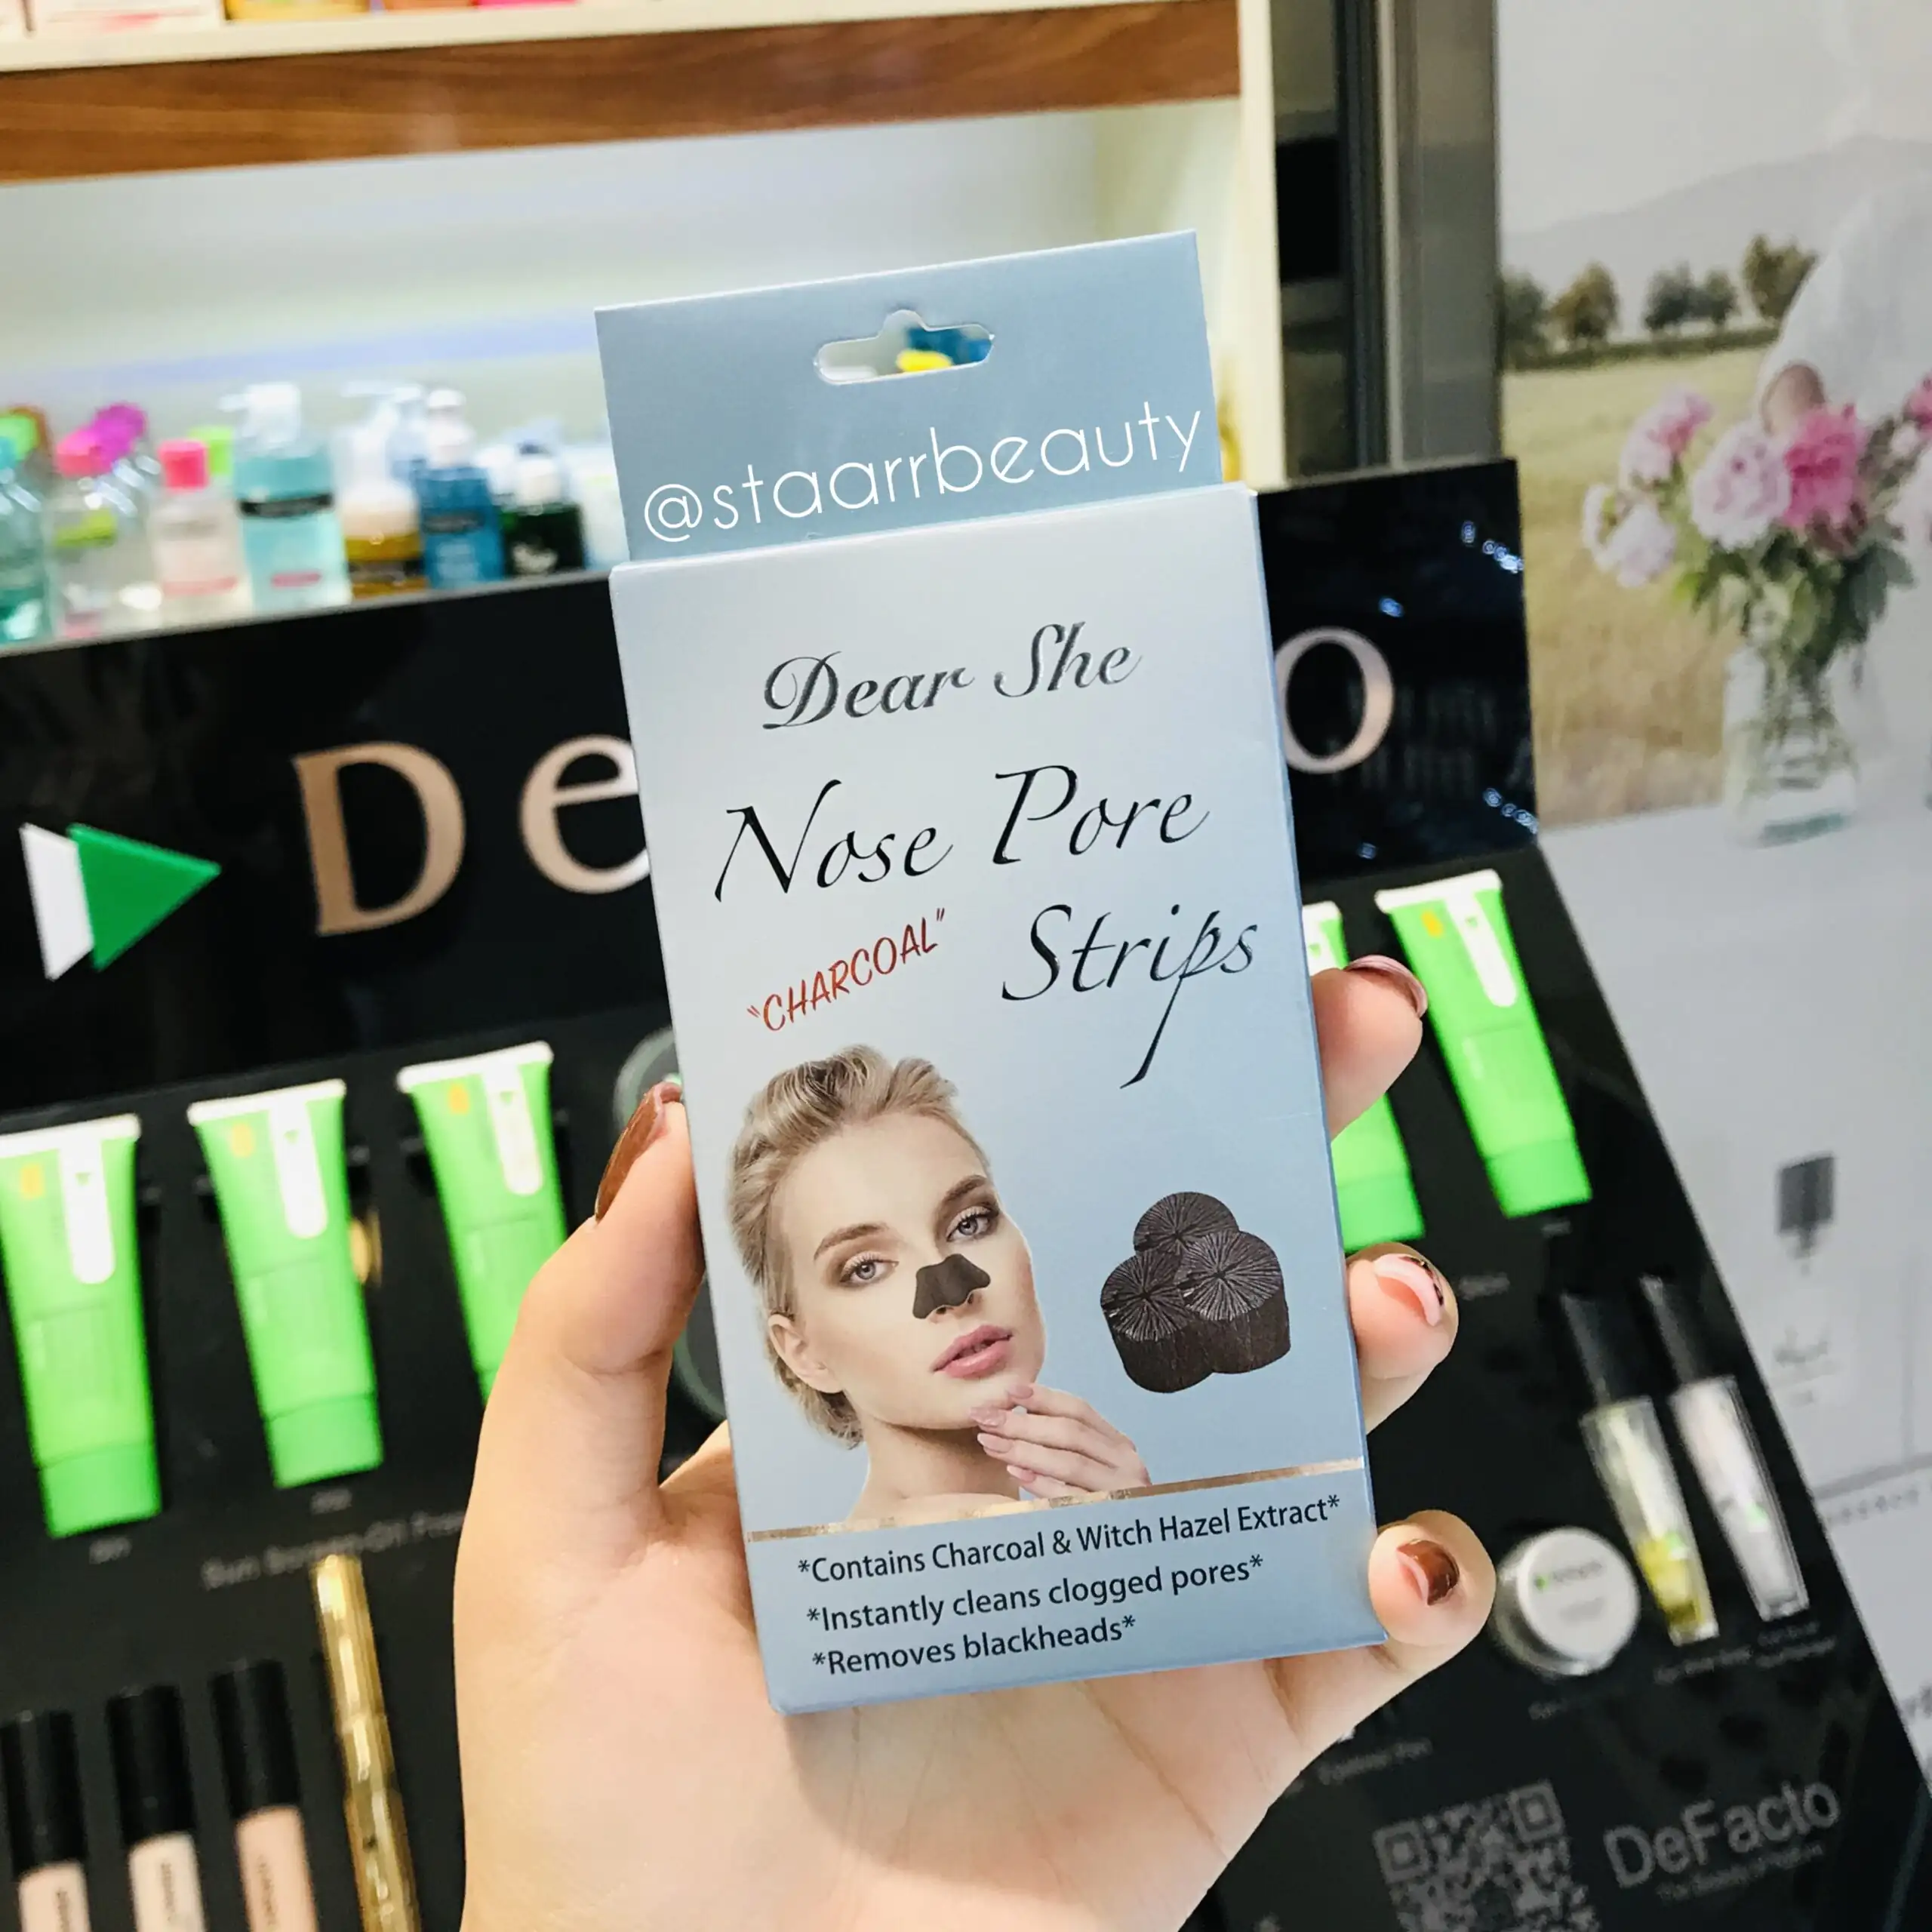 @staarrbeauty
Dear She
Nose Pore
"CHARCOAL"
Strips
*Contains Charcoal & Witch Hazel Extract*
*Instantly cleans clogged pores*
*Removes blackheads*
De
o
DeFacto